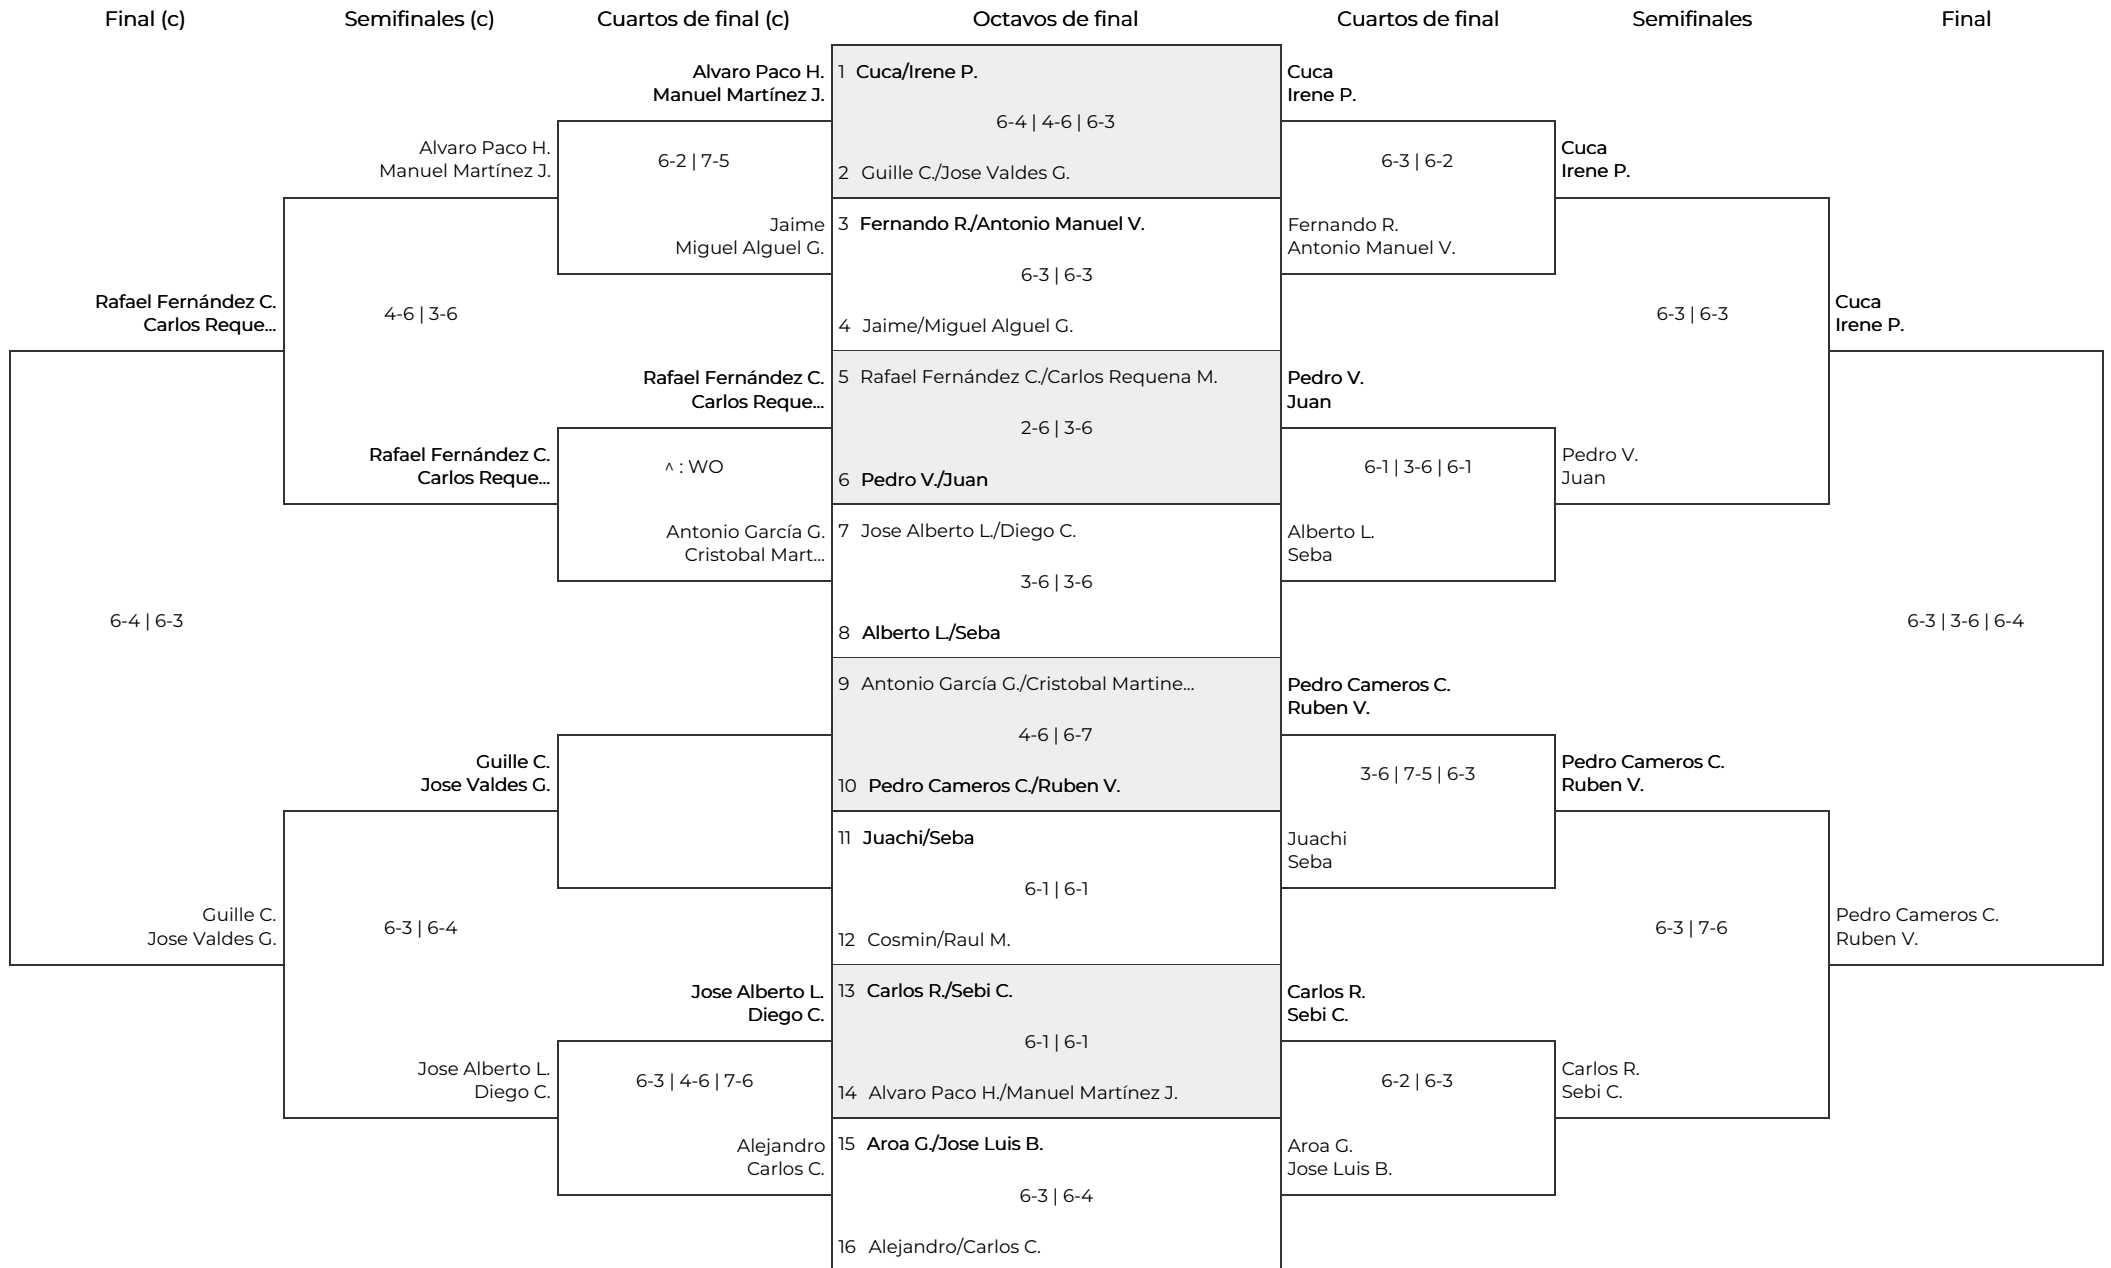 Final (c)
Semifinales (c)
Cuartos de final (c)
Octavos de final
Cuartos de final
Semifinales
Final
Rafael Fernández C.
Carlos Reque...
6-4 | 6-3
Guille C.
Jose Valdes G.
Alvaro Paco H.
Manuel Martínez J.
4-6 | 3-6
Rafael Fernández C.
Carlos Reque...
Guille C.
Jose Valdes G.
6-3 | 6-4
Jose Alberto L.
Diego C.
Alvaro Paco H.
Manuel Martínez J.
6-2 | 7-5
Jaime
Miguel Alguel G.
Rafael Fernández C.
Carlos Reque...
^ : WO
Antonio García G.
Cristobal Mart...
Jose Alberto L.
Diego C.
6-3 | 4-6 | 7-6
Alejandro
Carlos C.
1 Cuca/Irene P.
6-4 | 4-6 | 6-3
2 Guille C./Jose Valdes G.
3 Fernando R./Antonio Manuel V.
6-3 | 6-3
4 Jaime/Miguel Alguel G.
5 Rafael Fernández C./Carlos Requena M.
2-6 | 3-6
6 Pedro V./Juan
7 Jose Alberto L./Diego C.
3-6 | 3-6
8 Alberto L./Seba
9 Antonio García G./Cristobal Martine...
4-6 | 6-7
10 Pedro Cameros C./Ruben V.
11 Juachi/Seba
6-1 | 6-1
12 Cosmin/Raul M.
13 Carlos R./Sebi C.
6-1 | 6-1
14 Alvaro Paco H./Manuel Martínez J.
15 Aroa G./Jose Luis B.
6-3 | 6-4
16 Alejandro/Carlos C.
Cuca
Irene P.
6-3 | 6-2
Fernando R.
Antonio Manuel V.
Pedro V.
Juan
6-1 | 3-6 | 6-1
Alberto L.
Seba
Pedro Cameros C.
Ruben V.
3-6 | 7-5 | 6-3
Juachi
Seba
Carlos R.
Sebi C.
6-2 | 6-3
Aroa G.
Jose Luis B.
Cuca
Irene P.
6-3 | 6-3
Pedro V.
Juan
Pedro Cameros C.
Ruben V.
6-3 | 7-6
Carlos R.
Sebi C.
Cuca
Irene P.
6-3 | 3-6 | 6-4
Pedro Cameros C.
Ruben V.